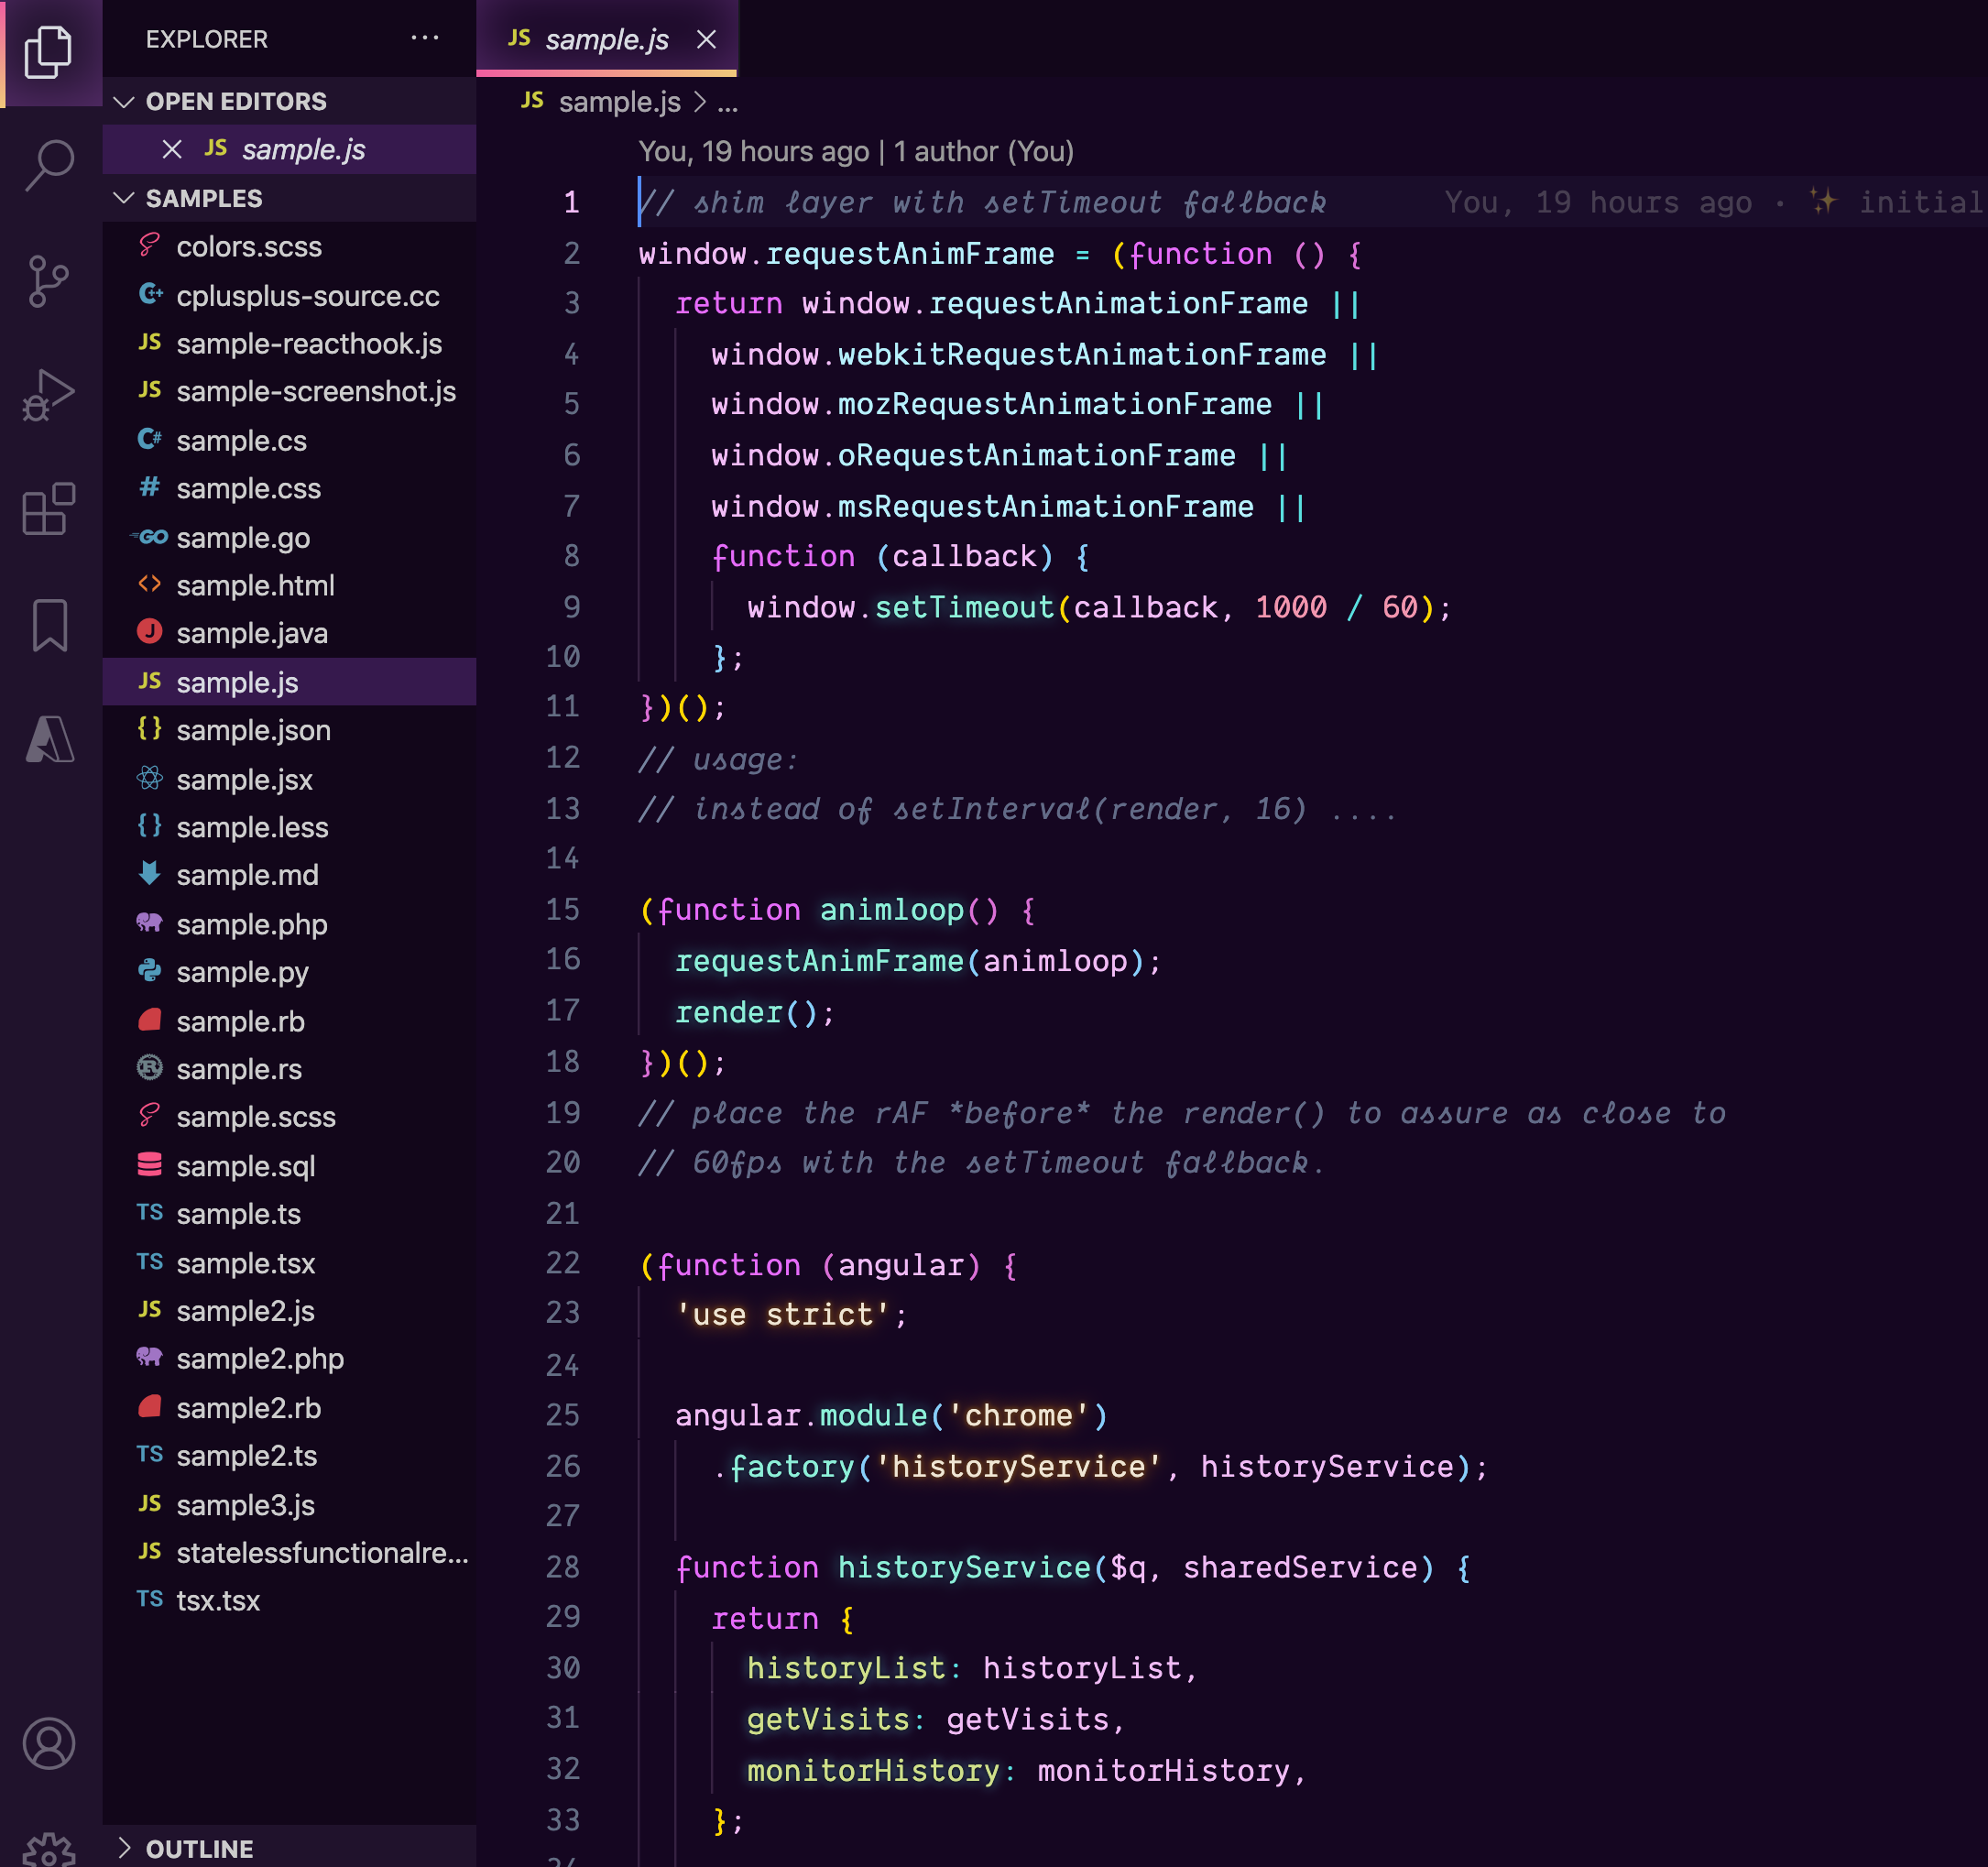 EXPLORER ···
OPEN EDITORS
JS sample.js
SAMPLES
colors.scss
cplusplus-source.cc
JS sample-reacthook.js
JS sample-screenshot.js
C# sample.cs
# sample.css
GO sample.go
<> sample.html
J sample.java
JS sample.js
{} sample.json
sample.jsx
{} sample.less
sample.md
sample.php
sample.py
sample.rb
R sample.rs
sample.scss
sample.sql
TS sample.ts
TS sample.tsx
JS sample2.js
sample2.php
sample2.rb
TS sample2.ts
JS sample3.js
JS statelessfunctionalre...
TS tsx.tsx
OUTLINE
JS sample.js
JS sample.js > ...
You, 19 hours ago | 1 author (You)
1 // shim layer with setTimeout fallback You, 19 hours ago · ✨ initial
2 window.requestAnimFrame = (function () {
3 return window.requestAnimationFrame ||
4 window.webkitRequestAnimationFrame ||
5 window.mozRequestAnimationFrame ||
6 window.oRequestAnimationFrame ||
7 window.msRequestAnimationFrame ||
8 function (callback) {
9 window.setTimeout(callback, 1000 / 60);
10 };
11 })();
12 // usage:
13 // instead of setInterval(render, 16) ....
14
15 (function animloop() {
16 requestAnimFrame(animloop);
17 render();
18 })();
19 // place the rAF *before* the render() to assure as close to
20 // 60fps with the setTimeout fallback.
21
22 (function (angular) {
23 'use strict';
24
25 angular.module('chrome')
26 .factory('historyService', historyService);
27
28 function historyService($q, sharedService) {
29 return {
30 historyList: historyList,
31 getVisits: getVisits,
32 monitorHistory: monitorHistory,
33 };